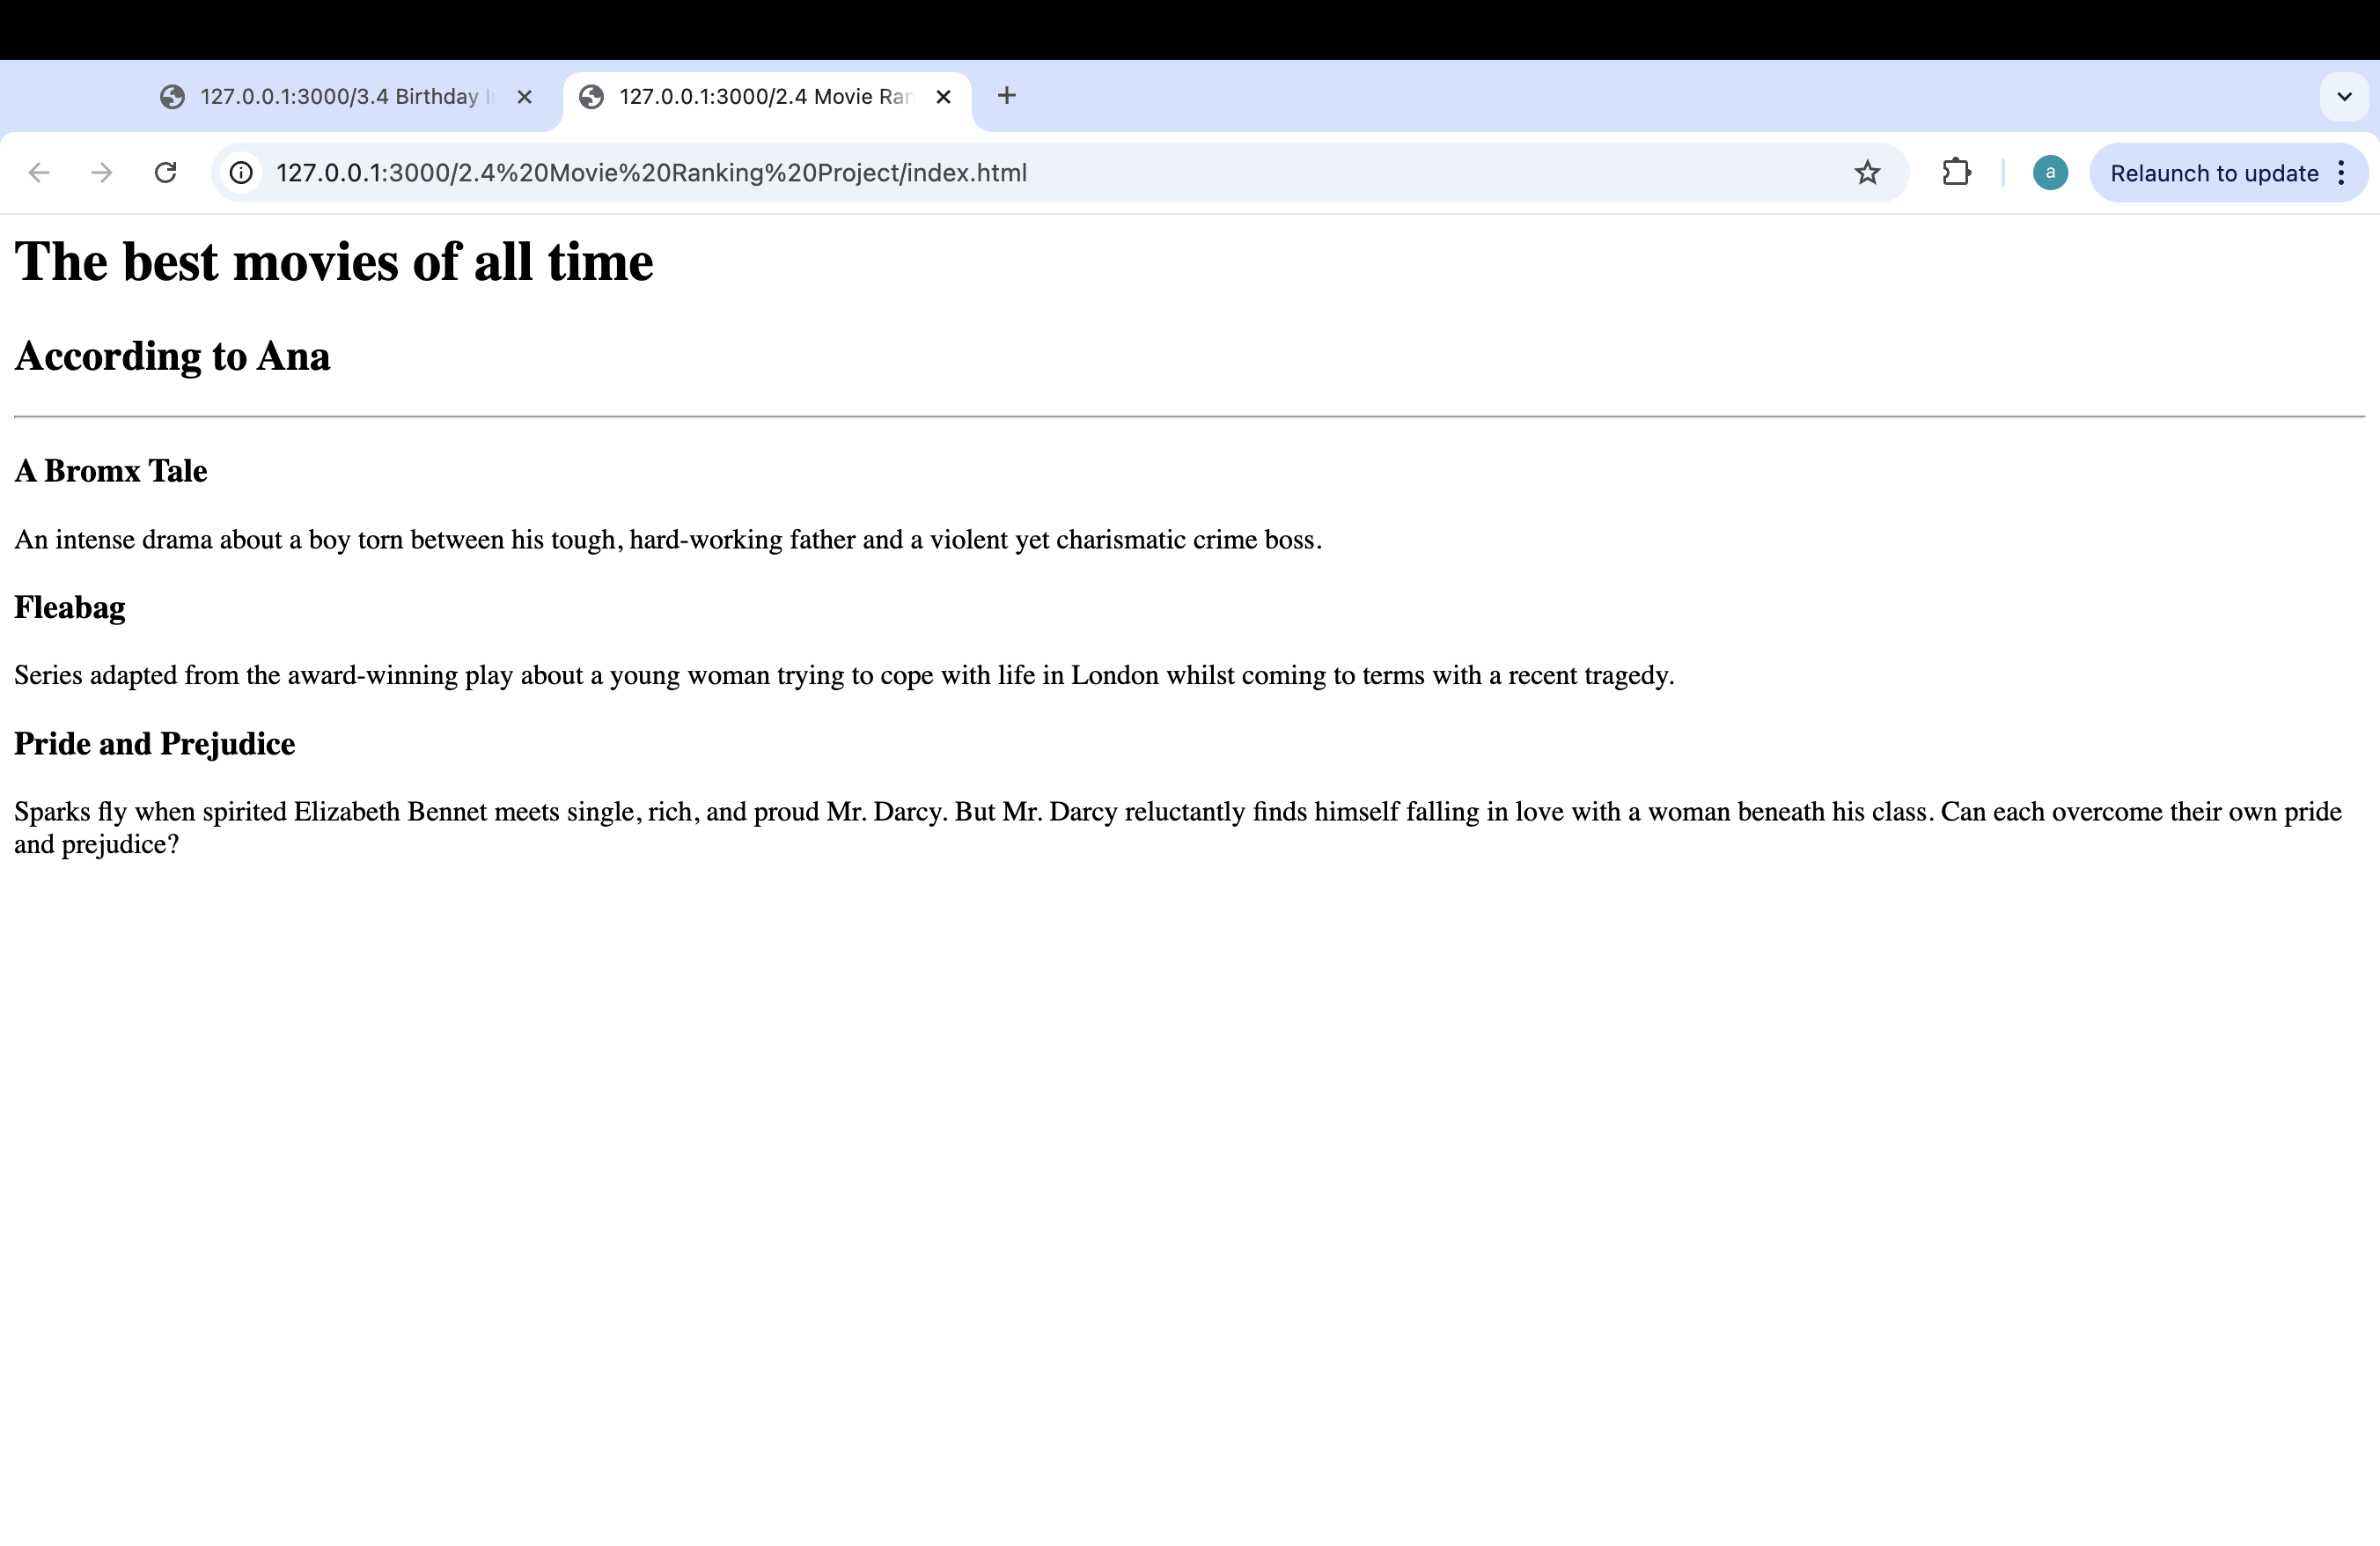 127.0.0.1:3000/3.4 Birthday
127.0.0.1:3000/2.4 Movie Ran
127.0.0.1:3000/2.4%20Movie%20Ranking%20Project/index.html
a
Relaunch to update
The best movies of all time
According to Ana
A Bromx Tale
An intense drama about a boy torn between his tough, hard-working father and a violent yet charismatic crime boss.
Fleabag
Series adapted from the award-winning play about a young woman trying to cope with life in London whilst coming to terms with a recent tragedy.
Pride and Prejudice
Sparks fly when spirited Elizabeth Bennet meets single, rich, and proud Mr. Darcy. But Mr. Darcy reluctantly finds himself falling in love with a woman beneath his class. Can each overcome their own pride
and prejudice?